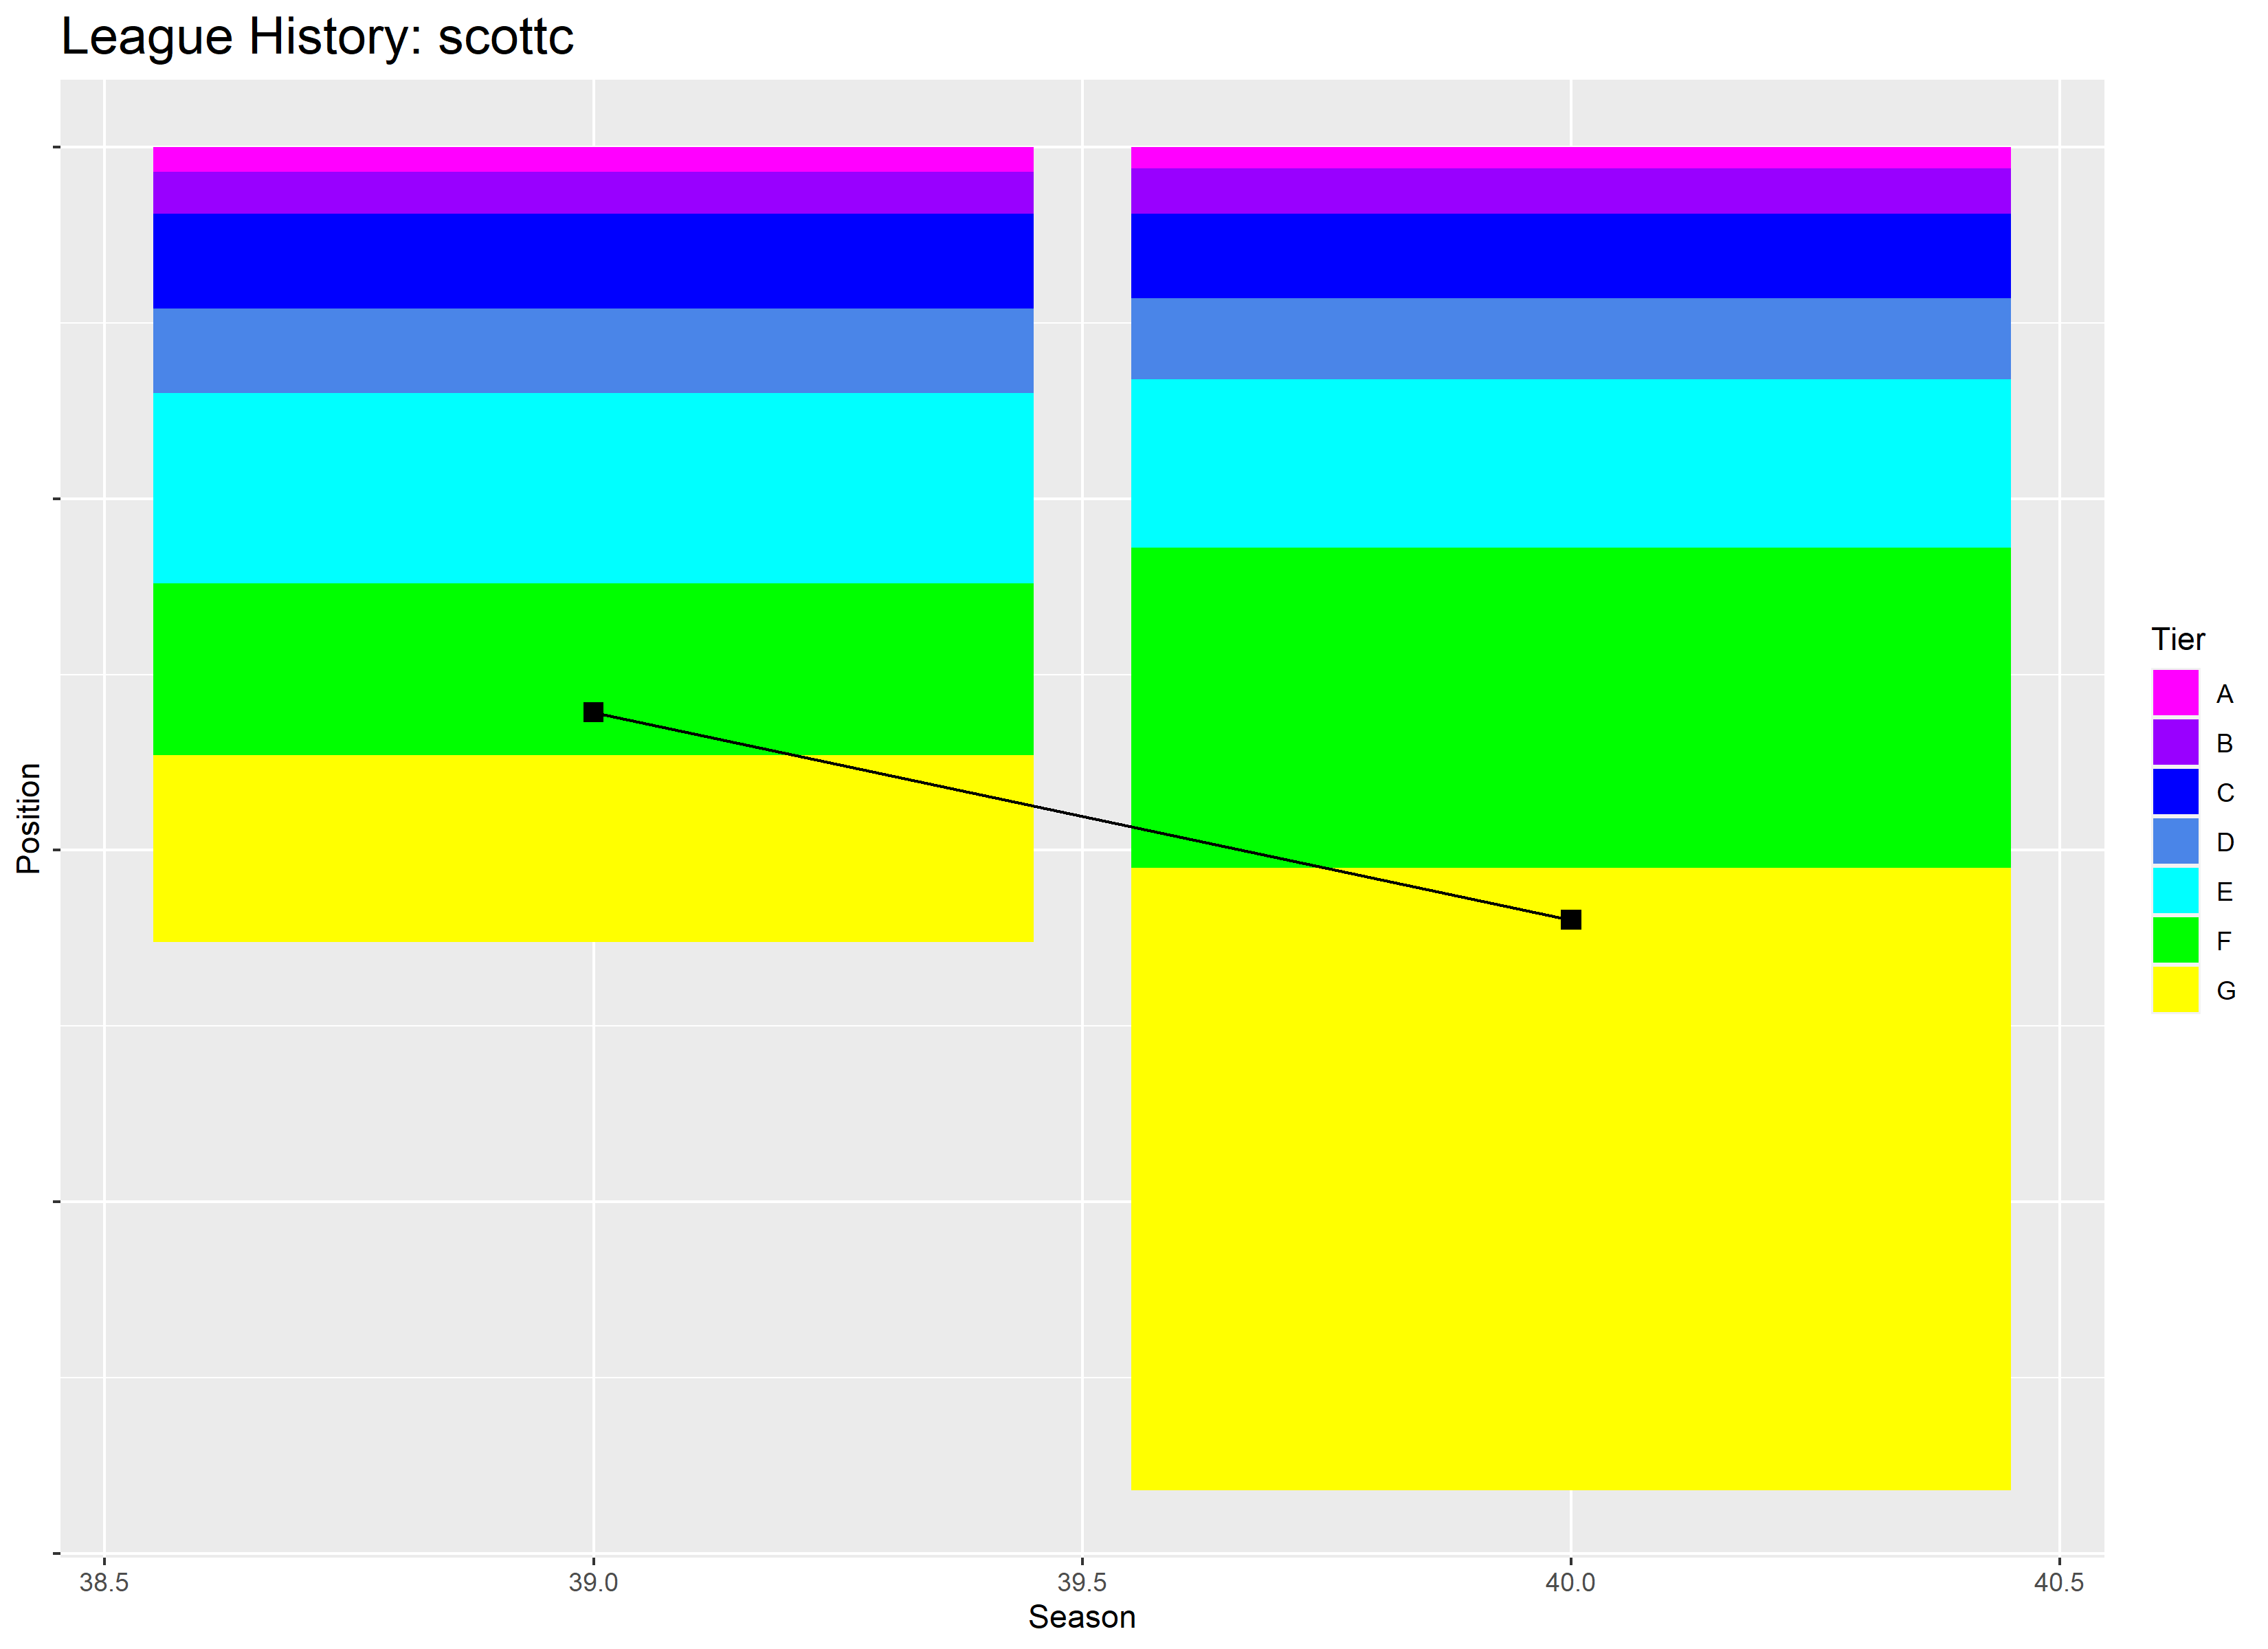 League History: scottc
Position
Tier
A
B
C
D
E
F
G
38.5
39.0
39.5
40.0
40.5
Season